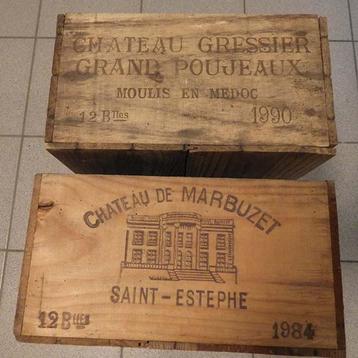 CHATEAU GRESSIER
GRAND POUJEAUX
MOULIS EN MEDOC
12 Blles 1990
CHATEAU DE MARBUZET
SAINT-ESTEPHE
12 Blles 1984